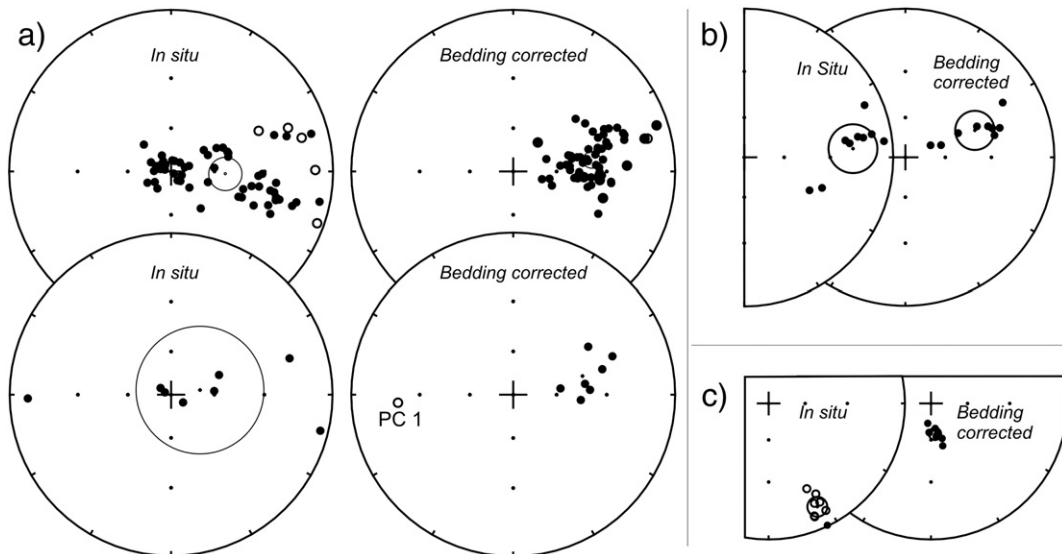 a)
In situ
Bedding corrected
In situ
Bedding corrected
PC 1
b)
In Situ
Bedding
corrected
c)
In situ
Bedding
corrected